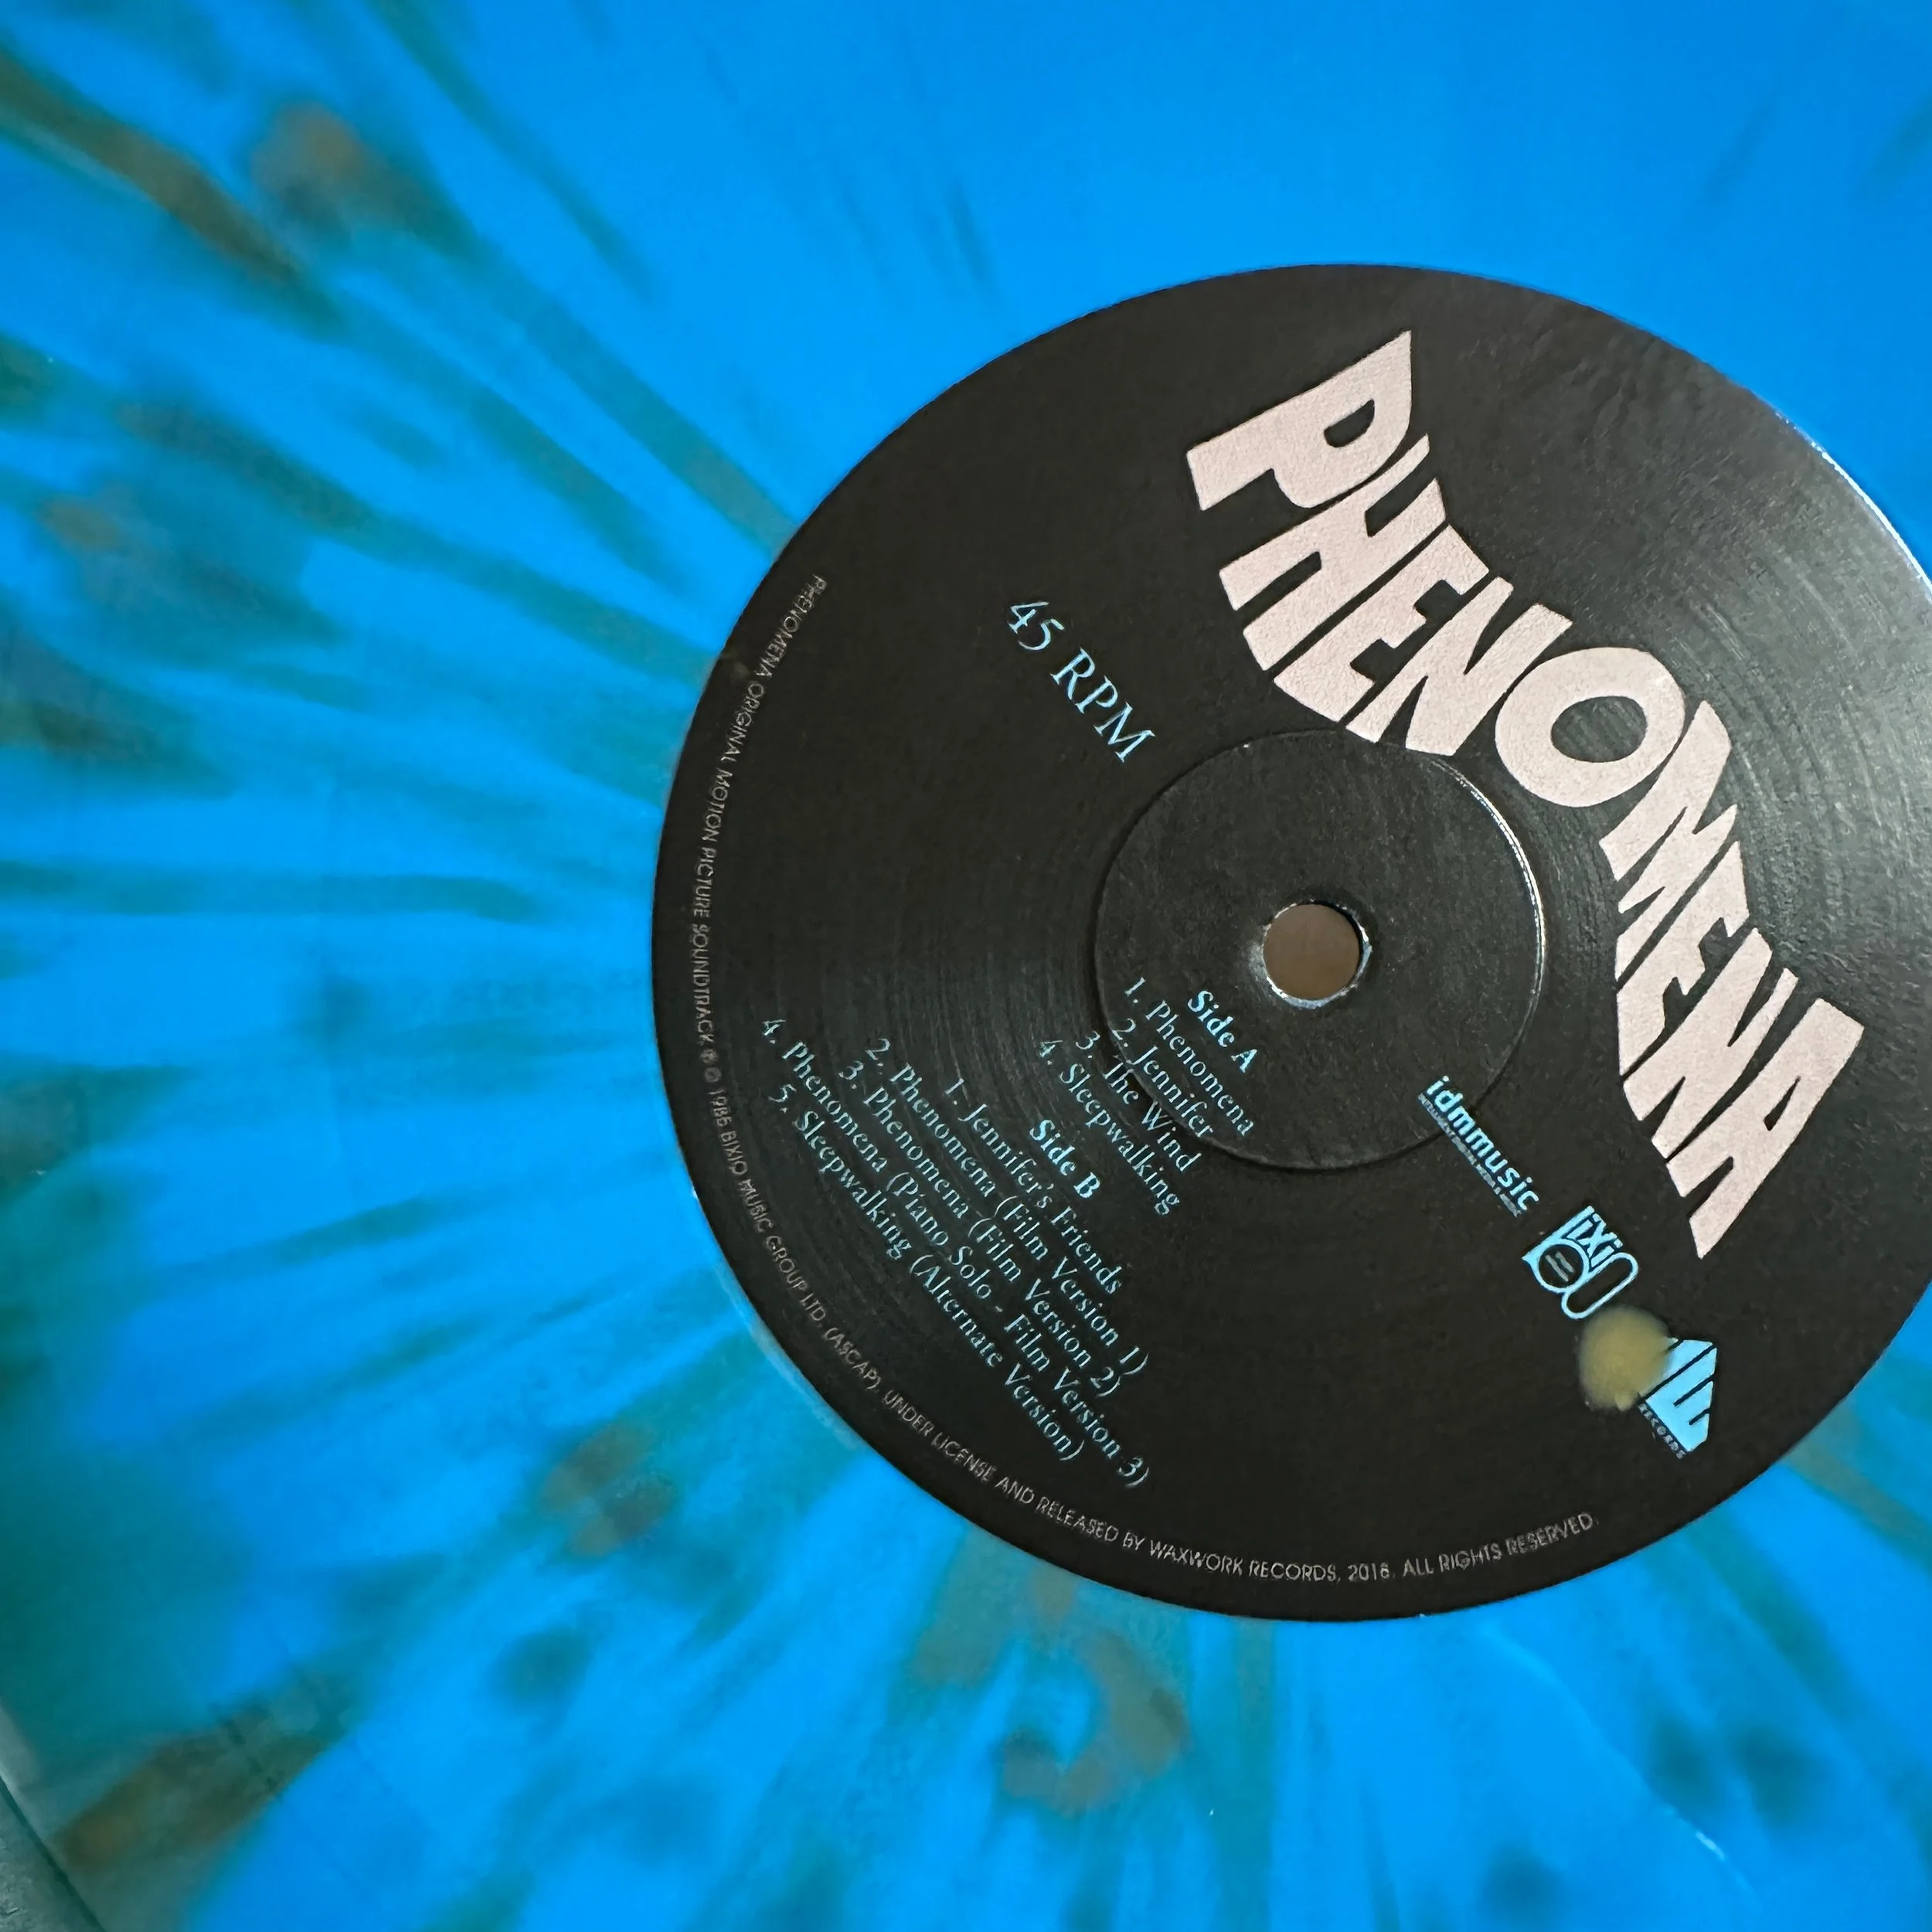 PHENOMENA
45 RPM
idmmusic
Bixio
RECORDS
Side A
1. Phenomena
2. Jennifer
3. The Wind
4. Sleepwalking
Side B
1. Jennifer's Friends
2. Phenomena (Film Version 1)
3. Phenomena (Film Version 2)
4. Phenomena (Piano Solo - Film Version 3)
5. Sleepwalking (Alternate Version)
PHENOMENA ORIGINAL MOTION PICTURE SOUNDTRACK ℗ © 1985 BIXIO MUSIC GROUP LTD. (ASCAP). UNDER LICENSE AND RELEASED BY WAXWORK RECORDS, 2016. ALL RIGHTS RESERVED.